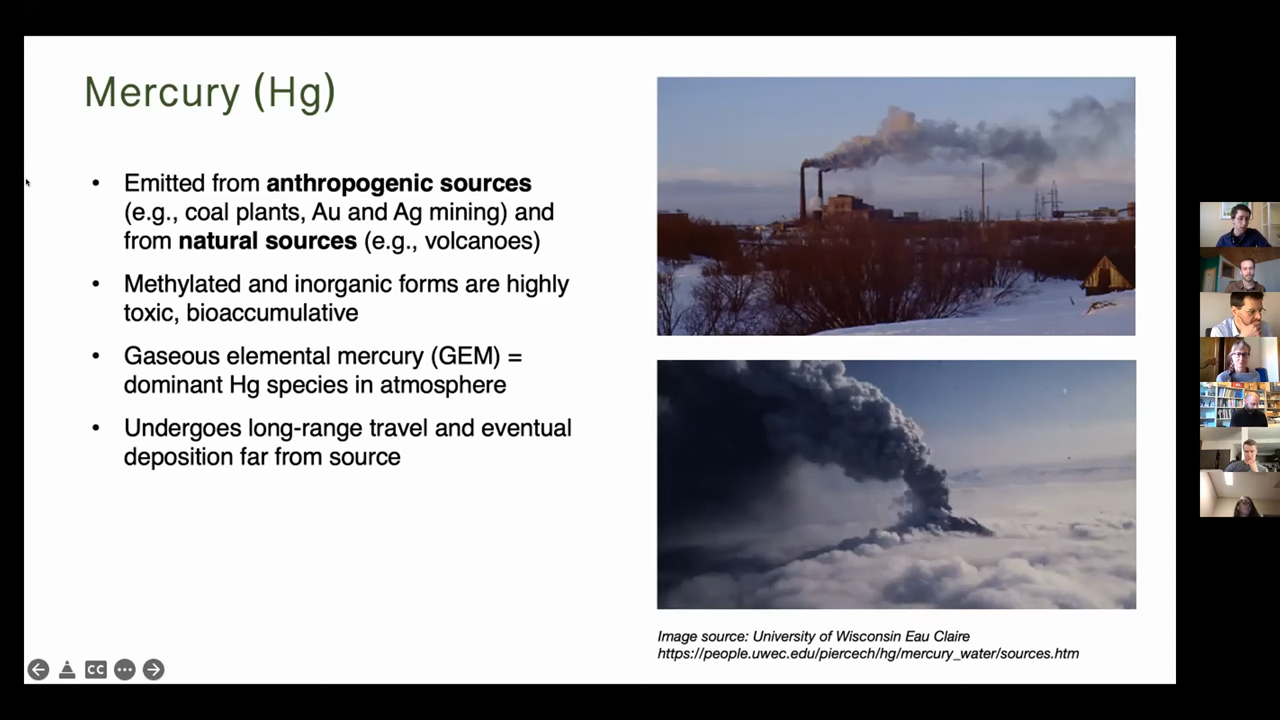 Mercury (Hg)
• Emitted from anthropogenic sources
(e.g., coal plants, Au and Ag mining) and
from natural sources (e.g., volcanoes)
• Methylated and inorganic forms are highly
toxic, bioaccumulative
• Gaseous elemental mercury (GEM) =
dominant Hg species in atmosphere
• Undergoes long-range travel and eventual
deposition far from source
Image source: University of Wisconsin Eau Claire
https://people.uwec.edu/piercech/hg/mercury_water/sources.htm
CC